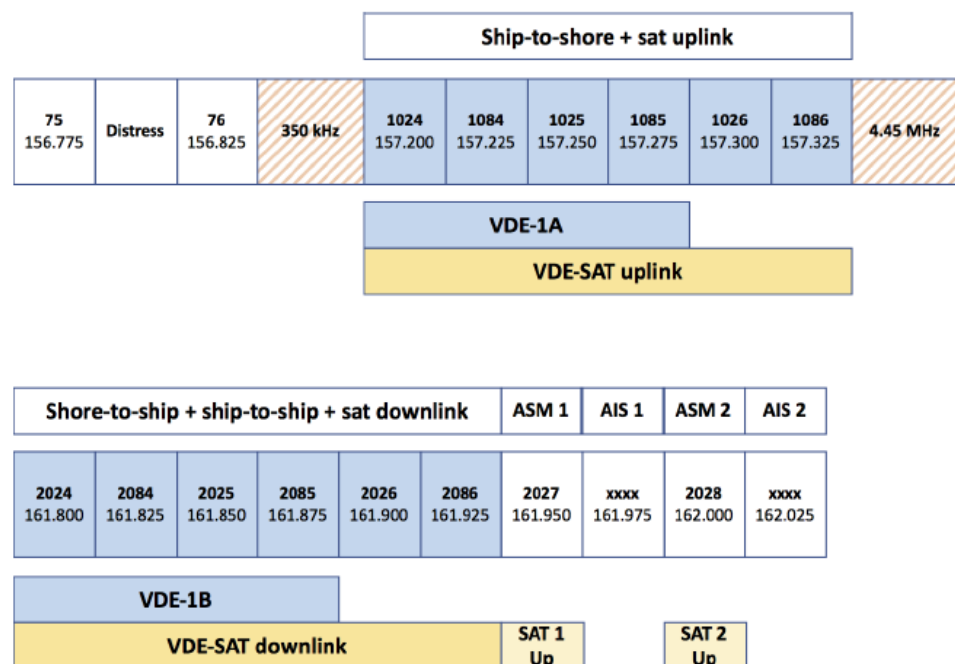 Ship-to-shore + sat uplink
75 Distress 76 350 kHz 1024 1084 1025 1085 1026 1086 4.45 MHz
156.775 156.825 157.200 157.225 157.250 157.275 157.300 157.325
VDE-1A
VDE-SAT uplink
Shore-to-ship + ship-to-ship + sat downlink ASM 1 AIS 1 ASM 2 AIS 2
2024 2084 2025 2085 2026 2086 2027 xxxx 2028 xxxx
161.800 161.825 161.850 161.875 161.900 161.925 161.950 161.975 162.000 162.025
VDE-1B
VDE-SAT downlink SAT 1 SAT 2
Up Up